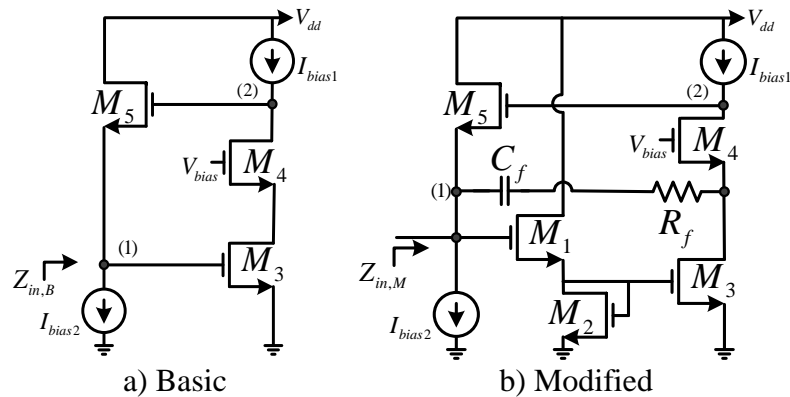 V_dd
I_bias1
(2)
M_5
V_bias
M_4
(1)
Z_in,B
M_3
I_bias2
a) Basic
V_dd
I_bias1
(2)
M_5
V_bias
M_4
C_f
(1)
R_f
M_1
Z_in,M
M_3
M_2
I_bias2
b) Modified